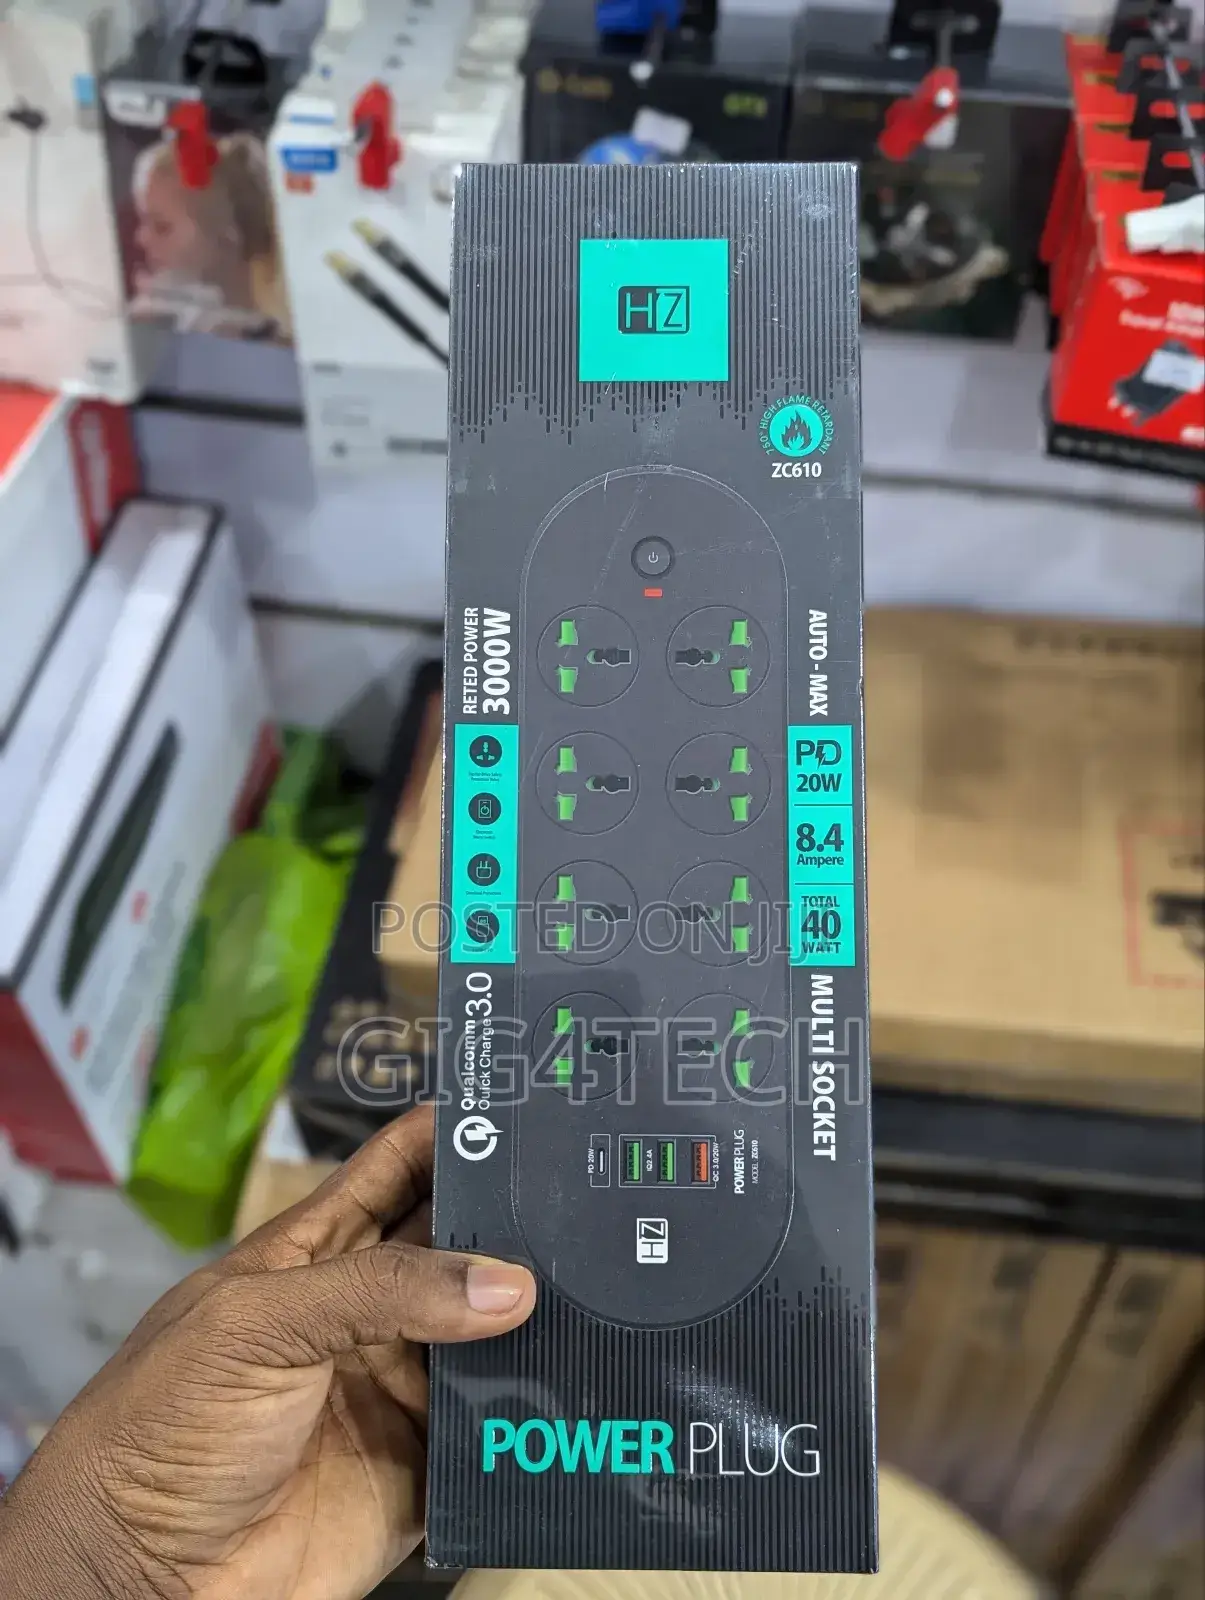 HZ
750° HIGH FLAME RETARDANT
ZC610
RETED POWER
3000W
AUTO - MAX
PD
20W
8.4
Ampere
TOTAL
40
WATT
POSTED ON JIJI
GIG4TECH
Qualcomm
Quick Charge 3.0
MULTI SOCKET
PD 20W
IQ2.4A
QC 3.0/20W
POWER PLUG
MODEL: ZC610
HZ
POWER PLUG